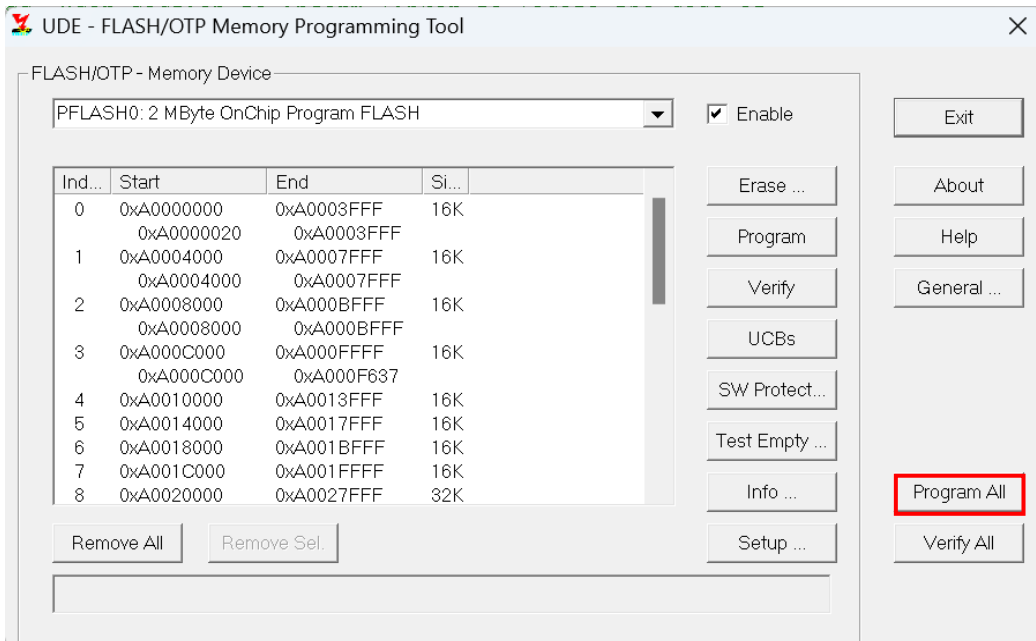 UDE - FLASH/OTP Memory Programming Tool
FLASH/OTP - Memory Device
PFLASH0: 2 MByte OnChip Program FLASH
Enable
Exit
Ind... Start End Si...
0 0xA0000000 0xA0003FFF 16K
0xA0000020 0xA0003FFF
1 0xA0004000 0xA0007FFF 16K
0xA0004000 0xA0007FFF
2 0xA0008000 0xA000BFFF 16K
0xA0008000 0xA000BFFF
3 0xA000C000 0xA000FFFF 16K
0xA000C000 0xA000F637
4 0xA0010000 0xA0013FFF 16K
5 0xA0014000 0xA0017FFF 16K
6 0xA0018000 0xA001BFFF 16K
7 0xA001C000 0xA001FFFF 16K
8 0xA0020000 0xA0027FFF 32K
Erase ...
Program
Verify
UCBs
SW Protect...
Test Empty ...
Info ...
Setup ...
About
Help
General ...
Program All
Verify All
Remove All
Remove Sel.